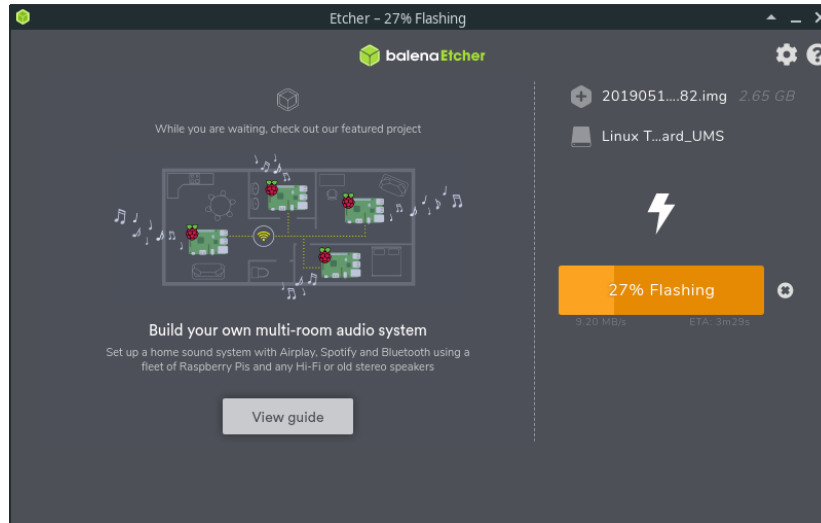 Etcher – 27% Flashing
balenaEtcher
While you are waiting, check out our featured project
Build your own multi-room audio system
Set up a home sound system with Airplay, Spotify and Bluetooth using a
fleet of Raspberry Pis and any Hi-Fi or old stereo speakers
View guide
2019051....82.img 2.65 GB
Linux T...ard_UMS
27% Flashing
9.20 MB/s ETA: 3m29s